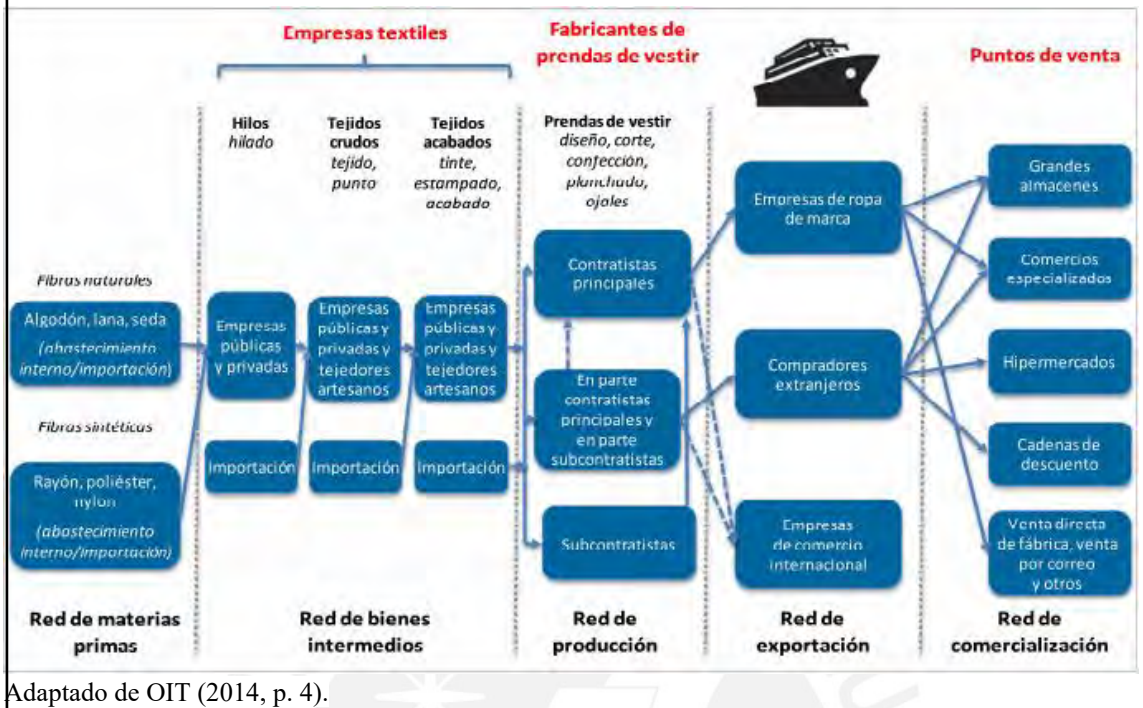 Empresas textiles
Fabricantes de
prendas de vestir
Puntos de venta
Hilos
hilado
Tejidos
crudos
tejido,
punto
Tejidos
acabados
tinte,
estampado,
acabado
Prendas de vestir
diseño, corte,
confección,
planchado,
ojales
Fibras naturales
Algodón, lana, seda
(abastecimiento
interno/importación)
Fibras sintéticas
Rayón, poliéster,
nylon
(abastecimiento
interno/importación)
Empresas
públicas
y privadas
Importación
Empresas
públicas y
privadas y
tejedores
artesanos
Importación
Empresas
públicas y
privadas y
tejedores
artesanos
Importación
Contratistas
principales
En parte
contratistas
principales y
en parte
subcontratistas
Subcontratistas
Empresas de ropa
de marca
Compradores
extranjeros
Empresas
de comercio
internacional
Grandes
almacenes
Comercios
especializados
Hipermercados
Cadenas de
descuento
Venta directa
de fábrica, venta
por correo
y otros
Red de materias
primas
Red de bienes
intermedios
Red de
producción
Red de
exportación
Red de
comercialización
Adaptado de OIT (2014, p. 4).